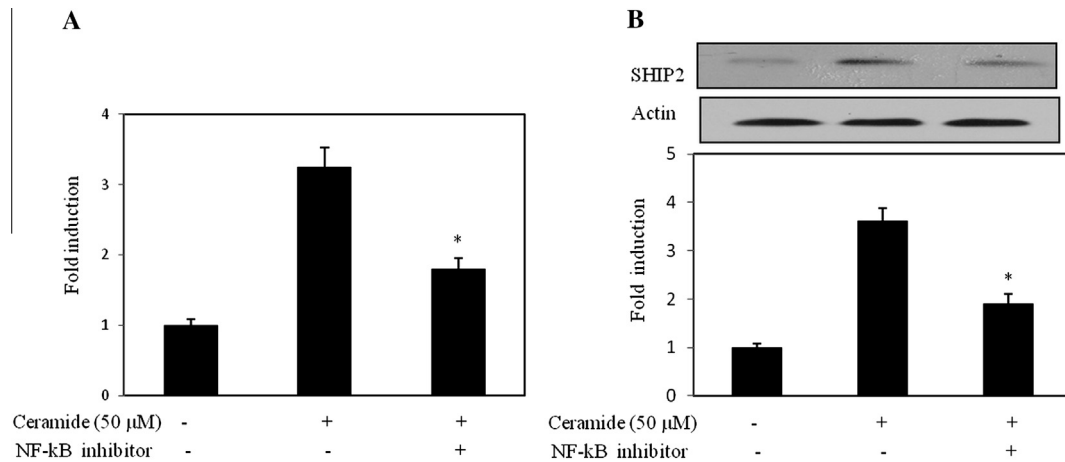 A
Fold induction
4
3
2
1
0
*
Ceramide (50 μM) - + +
NF-kB inhibitor - - +
B
SHIP2
Actin
Fold induction
5
4
3
2
1
0
*
Ceramide (50 μM) - + +
NF-kB inhibitor - - +